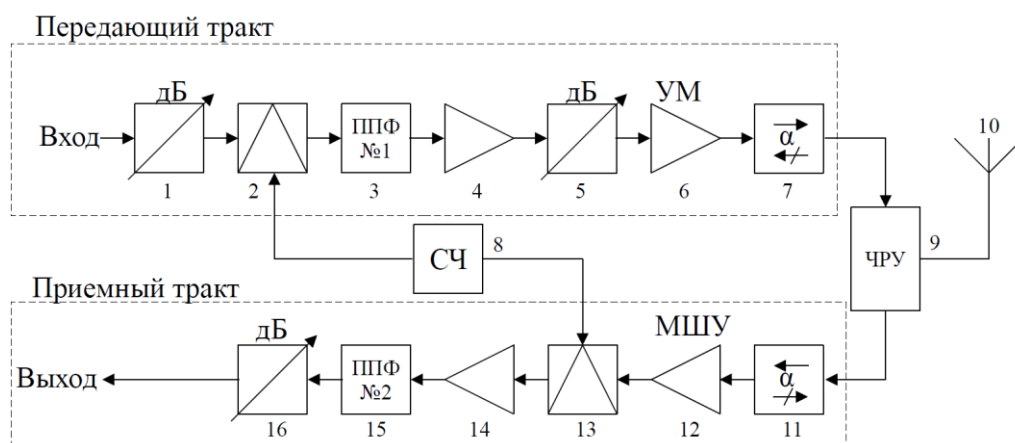 Передающий тракт
дБ
дБ
УМ
Вход
ППФ
№1
α
10
1
2
3
4
5
6
7
СЧ
8
ЧРУ
9
Приемный тракт
дБ
МШУ
Выход
ППФ
№2
α
16
15
14
13
12
11